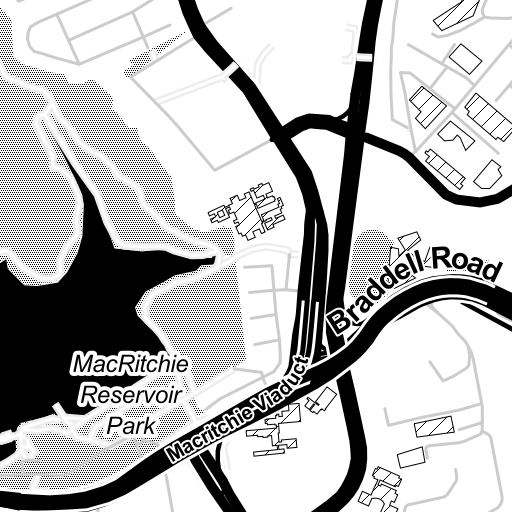 Braddell Road
MacRitchie
Reservoir
Park
Macritchie Viaduct